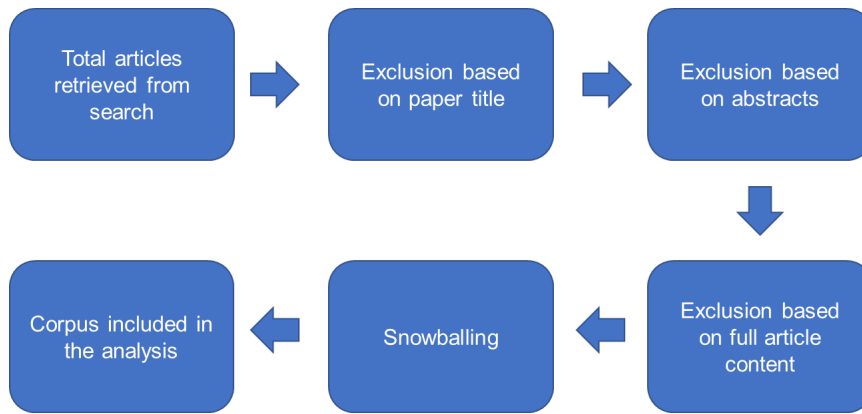 Total articles
retrieved from
search
Exclusion based
on paper title
Exclusion based
on abstracts
Exclusion based
on full article
content
Snowballing
Corpus included in
the analysis